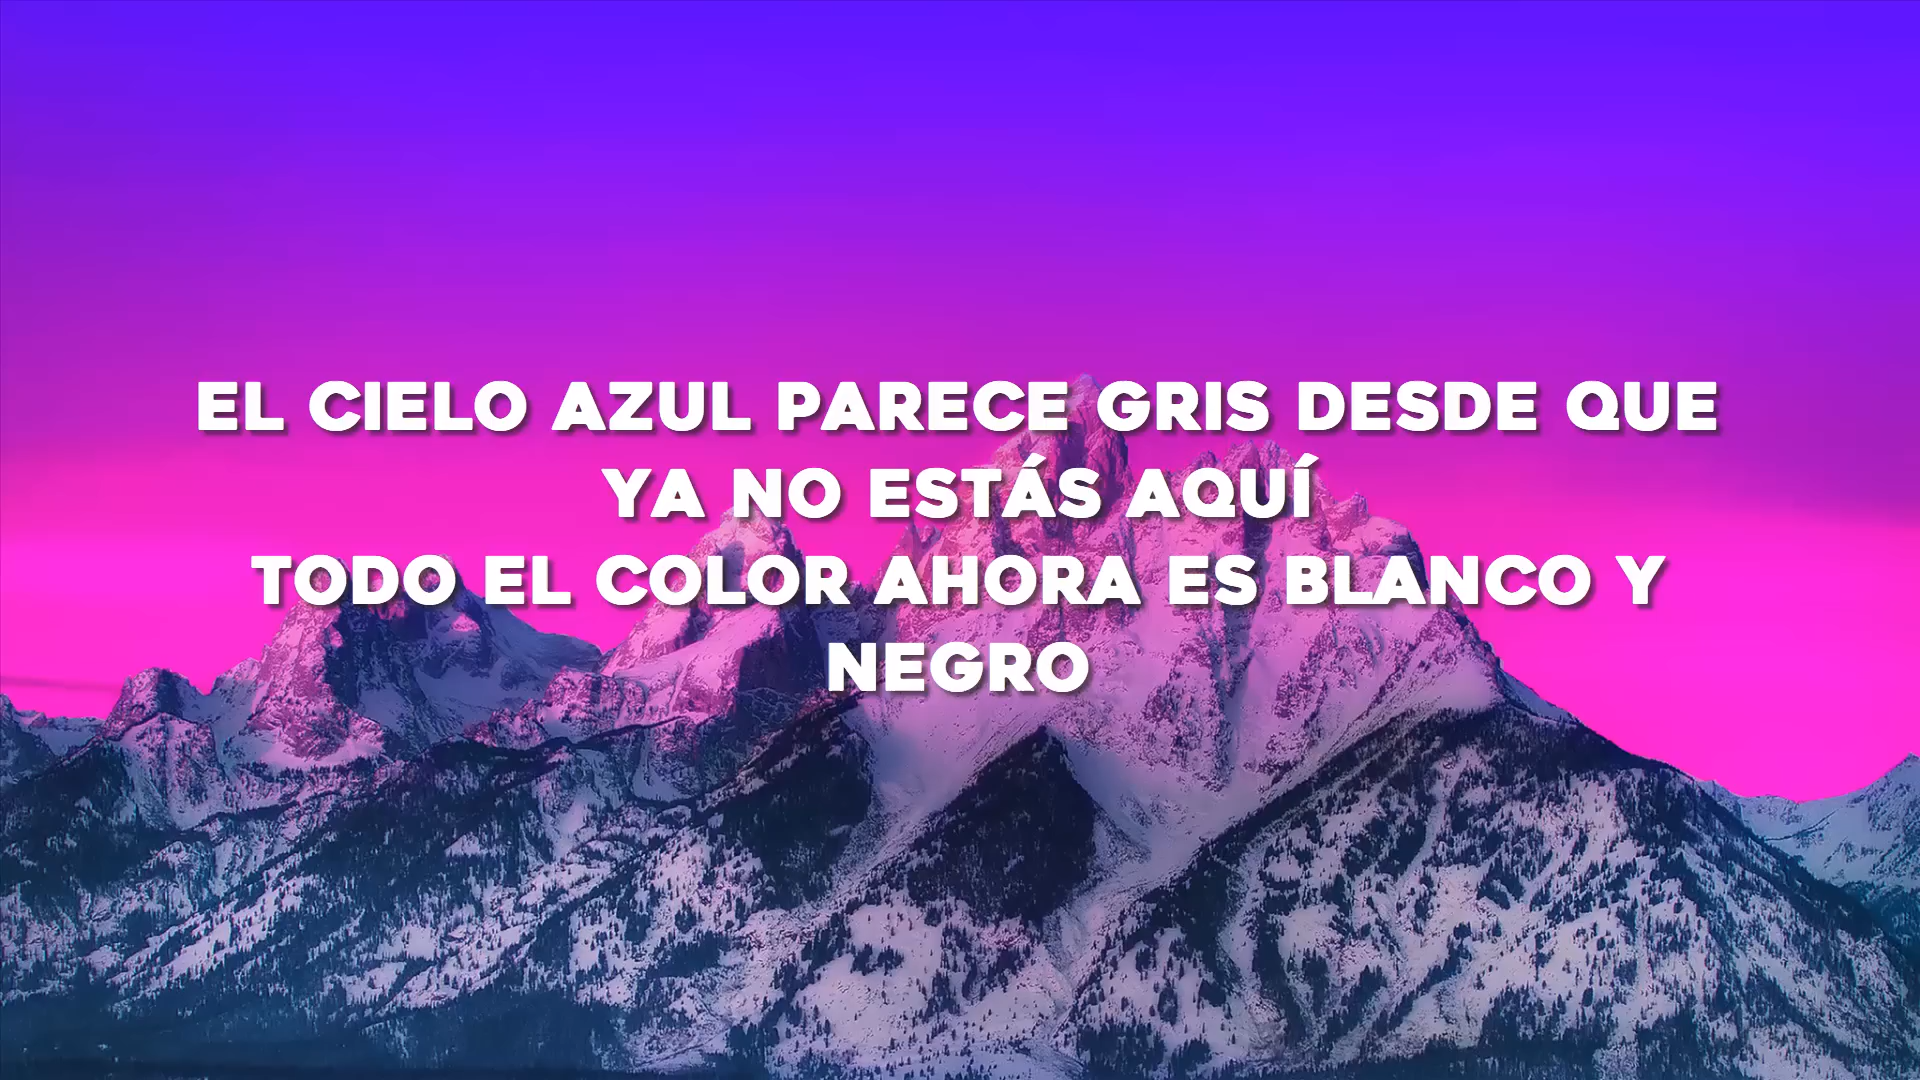 EL CIELO AZUL PARECE GRIS DESDE QUE
YA NO ESTÁS AQUÍ
TODO EL COLOR AHORA ES BLANCO Y
NEGRO